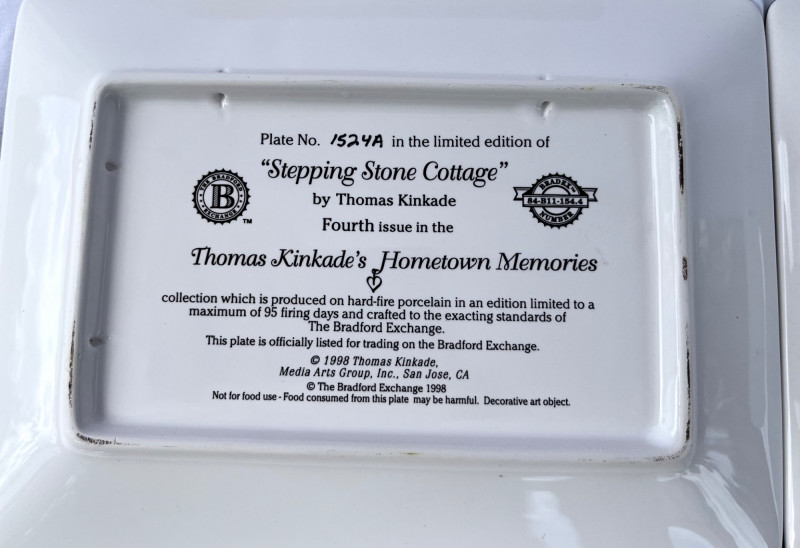 Plate No. 1524A in the limited edition of
“Stepping Stone Cottage”
by Thomas Kinkade
Fourth issue in the
Thomas Kinkade's Hometown Memories
collection which is produced on hard-fire porcelain in an edition limited to a
maximum of 95 firing days and crafted to the exacting standards of
The Bradford Exchange.
This plate is officially listed for trading on the Bradford Exchange.
© 1998 Thomas Kinkade,
Media Arts Group, Inc., San Jose, CA
© The Bradford Exchange 1998
Not for food use - Food consumed from this plate may be harmful. Decorative art object.
THE BRADFORD
B
EXCHANGE
™
BRADEX™
84-B11-154.4
NUMBER